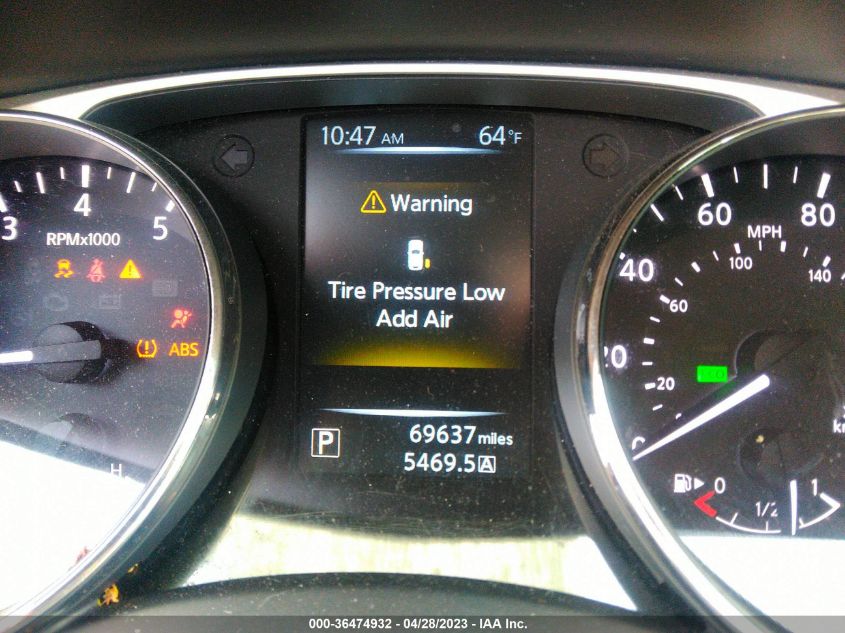 10:47 AM 64°F
Warning
Tire Pressure Low
Add Air
P 69637 miles
5469.5 A
3 4 5
RPMx1000
ABS
H
40 60 80
MPH
20 60 100 140
0
0 1/2 1
000-36474932 / 04/28/2023 - IAA Inc.